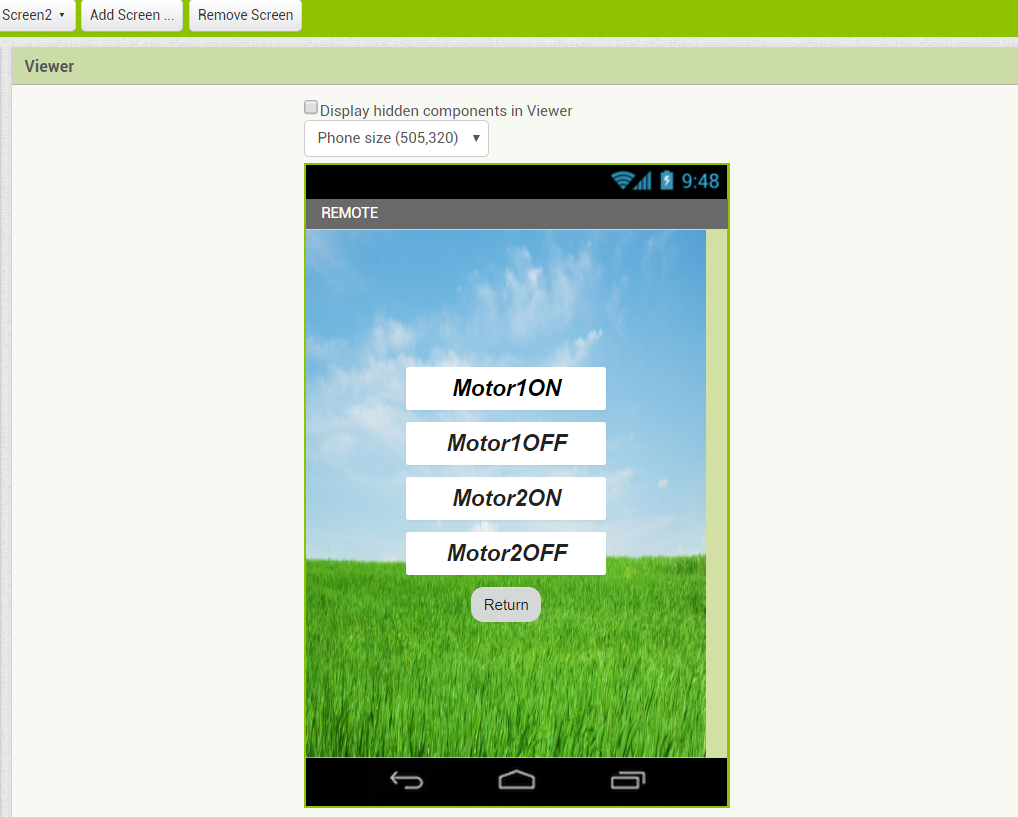 Screen2 Add Screen ... Remove Screen
Viewer
Display hidden components in Viewer
Phone size (505,320)
9:48
REMOTE
Motor1ON
Motor1OFF
Motor2ON
Motor2OFF
Return